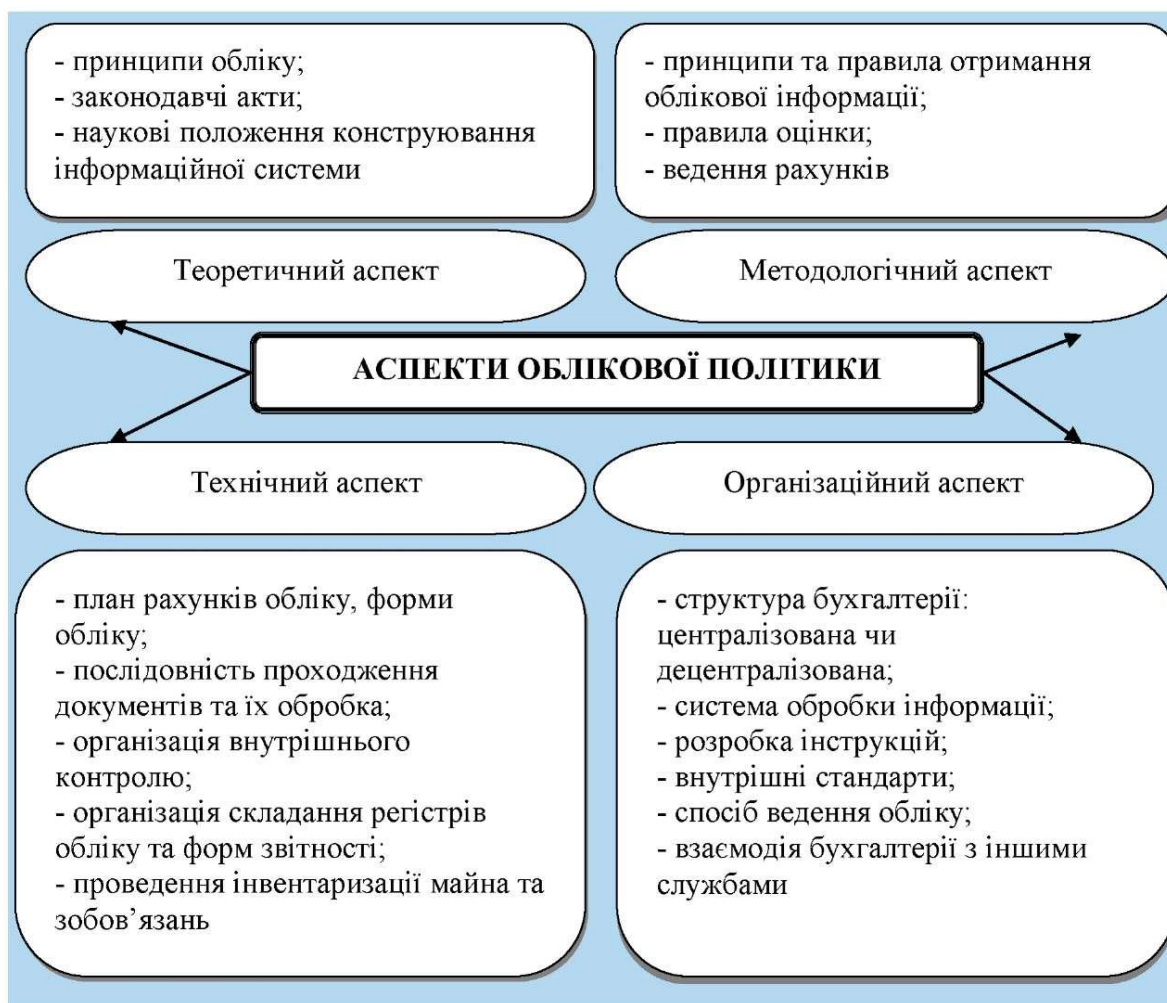 - принципи обліку;
- законодавчі акти;
- наукові положення конструювання
інформаційної системи
- принципи та правила отримання
облікової інформації;
- правила оцінки;
- ведення рахунків
Теоретичний аспект
Методологічний аспект
АСПЕКТИ ОБЛІКОВОЇ ПОЛІТИКИ
Технічний аспект
Організаційний аспект
- план рахунків обліку, форми
обліку;
- послідовність проходження
документів та їх обробка;
- організація внутрішнього
контролю;
- організація складання регістрів
обліку та форм звітності;
- проведення інвентаризації майна та
зобов’язань
- структура бухгалтерії:
централізована чи
децентралізована;
- система обробки інформації;
- розробка інструкцій;
- внутрішні стандарти;
- спосіб ведення обліку;
- взаємодія бухгалтерії з іншими
службами